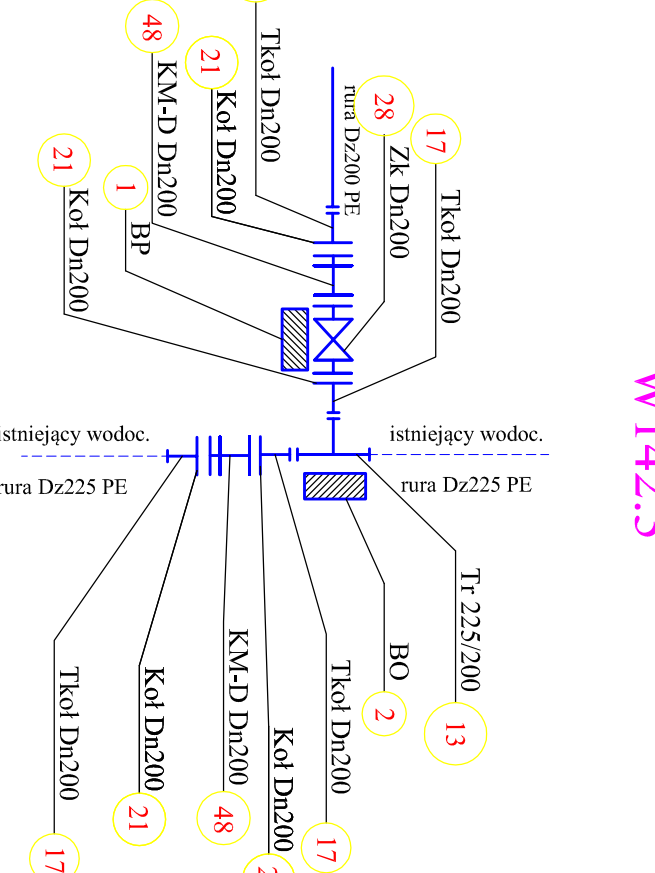 Tkoł Dn200
48
KM-D Dn200
21
Koł Dn200
rura Dz200 PE
28
Zk Dn200
17
Tkoł Dn200
21
Koł Dn200
1
BP
istniejący wodoc.
rura Dz225 PE
istniejący wodoc.
rura Dz225 PE
Tkoł Dn200
17
Koł Dn200
21
KM-D Dn200
48
Koł Dn200
Tkoł Dn200
17
BO
2
Tr 225/200
13